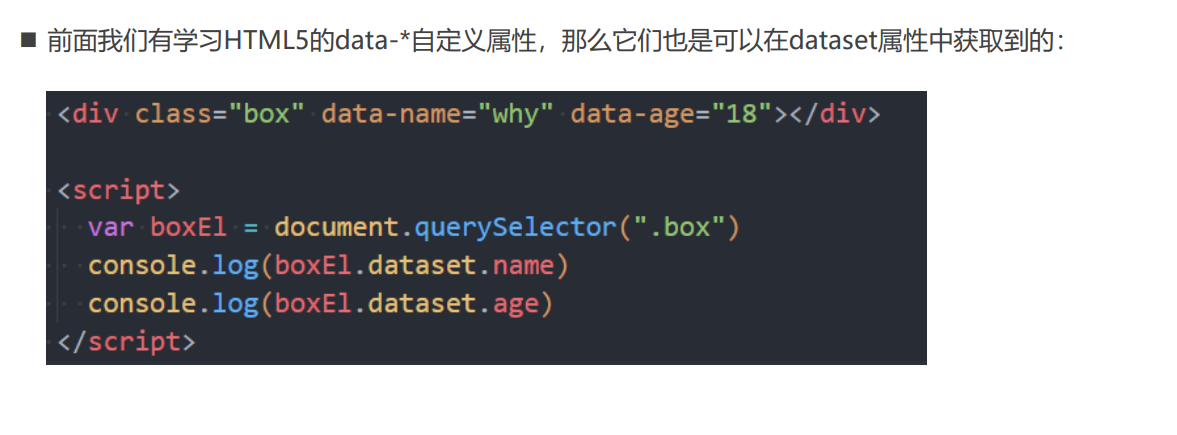 ■ 前面我们有学习HTML5的data-*自定义属性，那么它们也是可以在dataset属性中获取到的：
<div class="box" data-name="why" data-age="18"></div>
<script>
var boxEl = document.querySelector(".box")
console.log(boxEl.dataset.name)
console.log(boxEl.dataset.age)
</script>